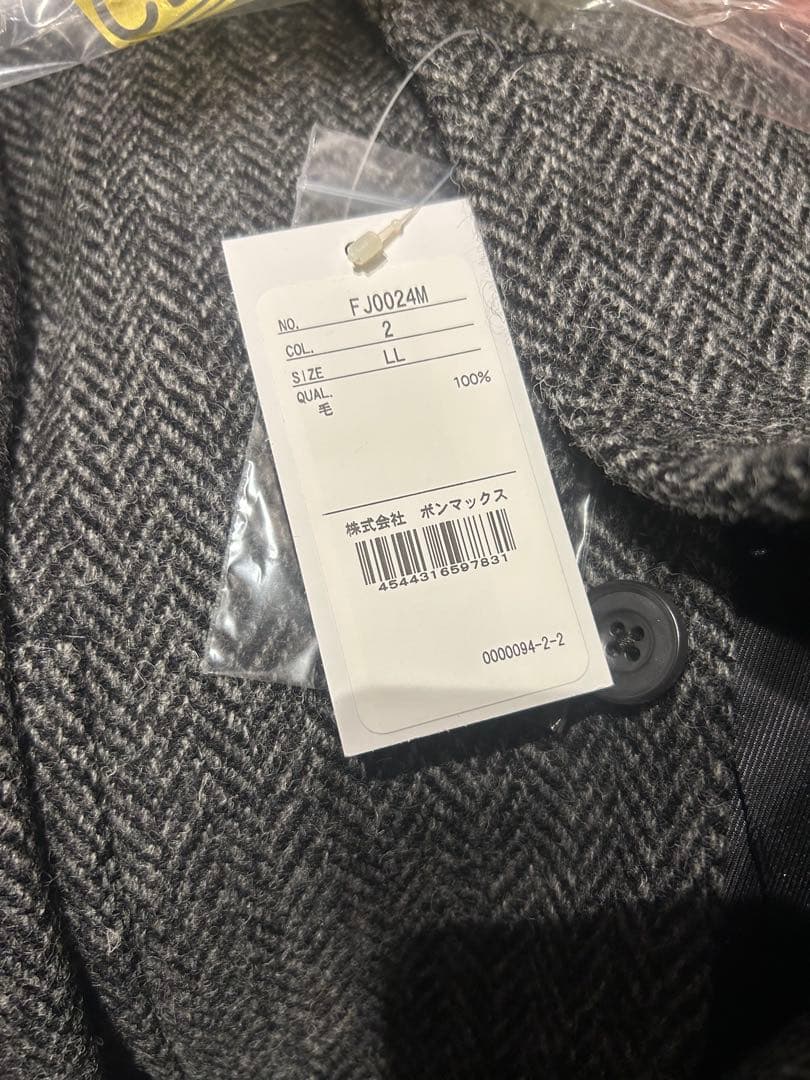 NO. FJ0024M
COL. 2
SIZE LL
QUAL.
毛 100%
株式会社 ボンマックス
4544316597831
0000094-2-2